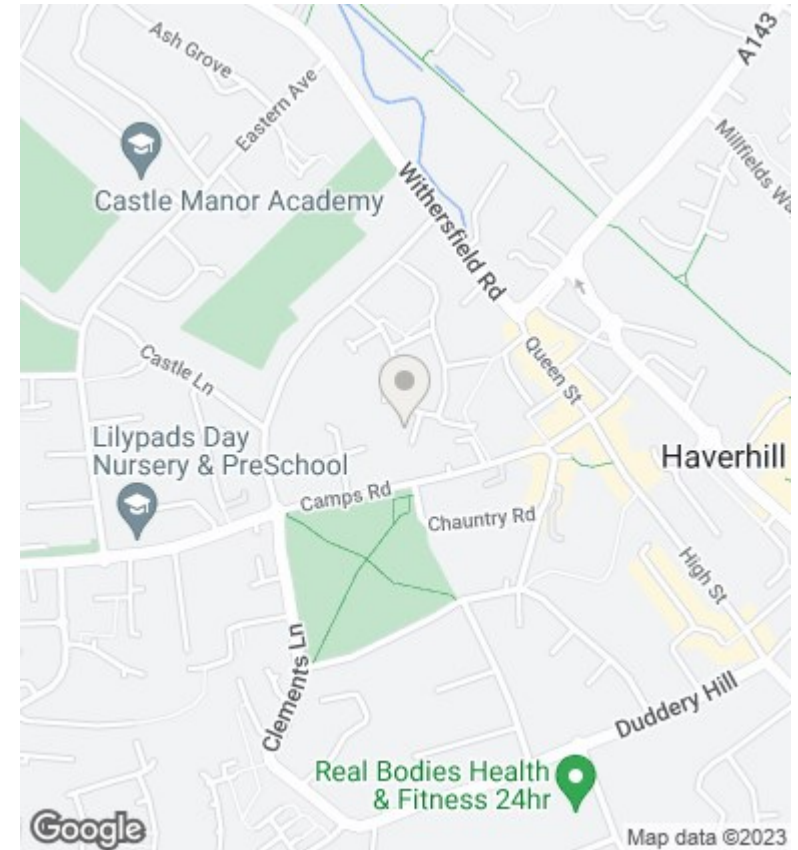 Ash Grove
Eastern Ave
A143
Millfields Wa
Castle Manor Academy
Withersfield Rd
Castle Ln
Queen St
Lilypads Day
Nursery & PreSchool
Haverhill
Camps Rd
Chauntry Rd
High St
Clements Ln
Duddery Hill
Real Bodies Health
& Fitness 24hr
Google
Map data ©2023